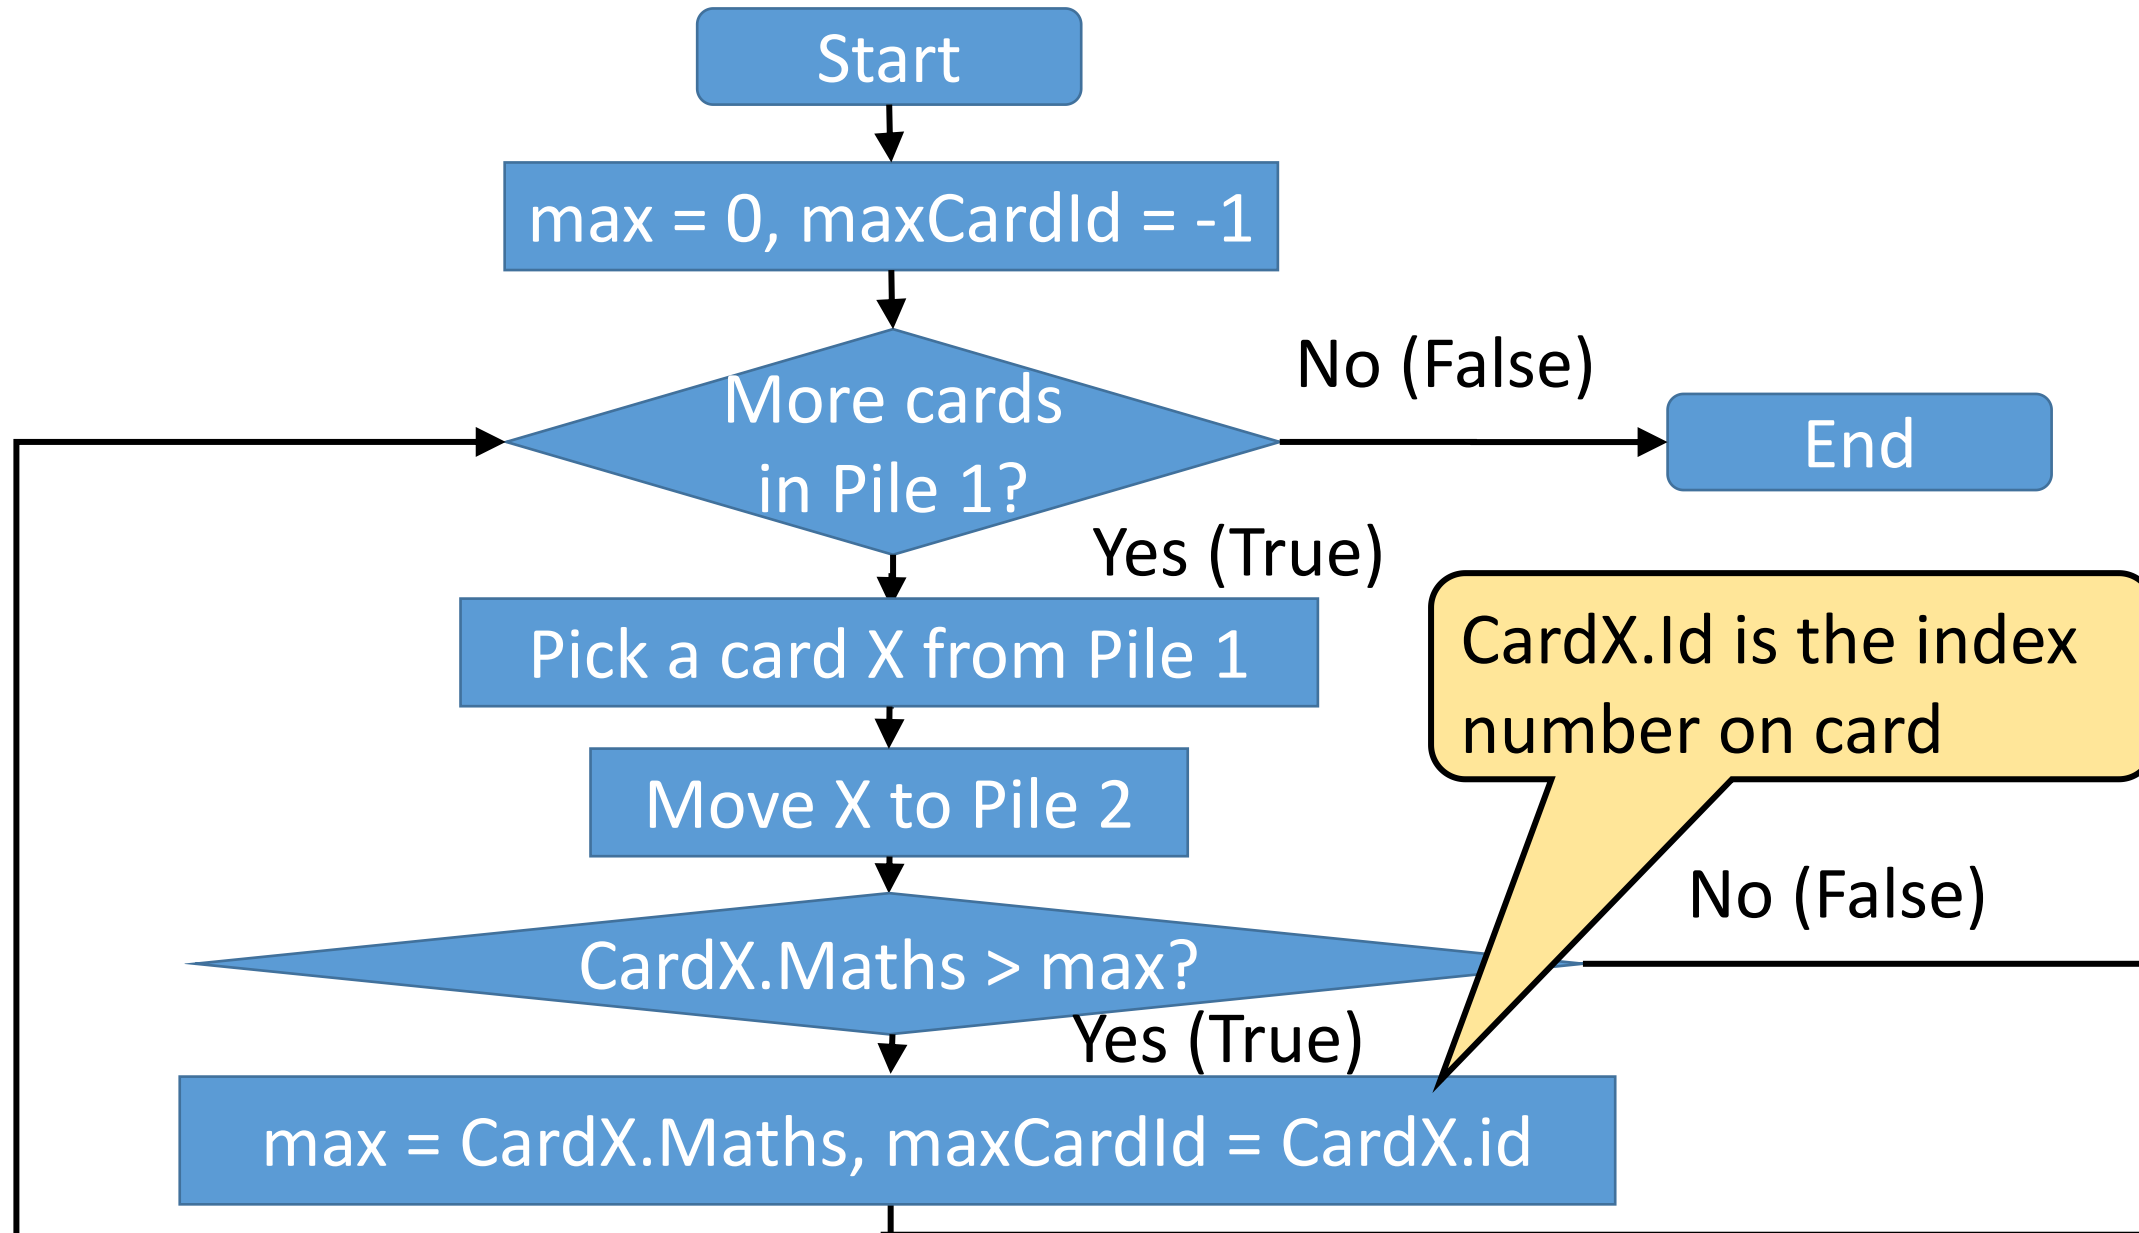 Start
max = 0, maxCardId = -1
More cards
in Pile 1?
No (False)
End
Yes (True)
Pick a card X from Pile 1
CardX.Id is the index
number on card
Move X to Pile 2
CardX.Maths > max?
No (False)
Yes (True)
max = CardX.Maths, maxCardId = CardX.id